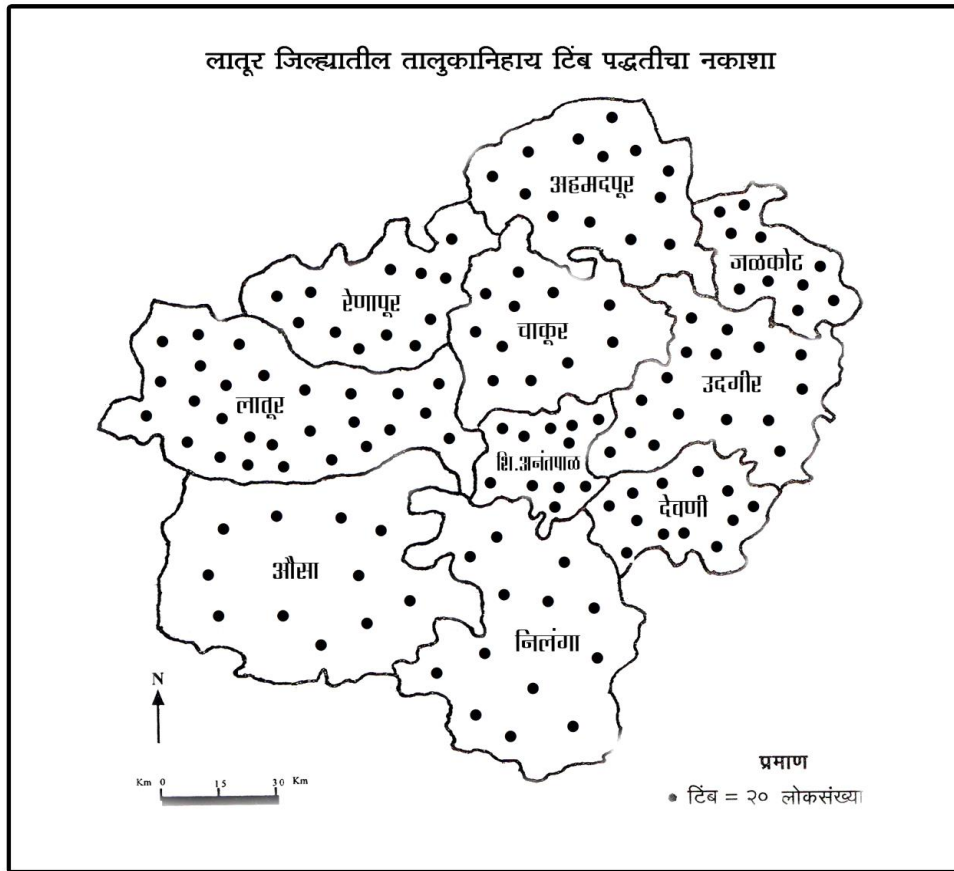 लातूर जिल्ह्यातील तालुकानिहाय टिंब पद्धतीचा नकाशा
अहमदपूर
जळकोट
रेणापूर
चाकूर
उदगीर
लातूर
शि.अनंतपाळ
देवणी
औसा
निलंगा
N
Km 0 15 30 Km
प्रमाण
टिंब = २० लोकसंख्या